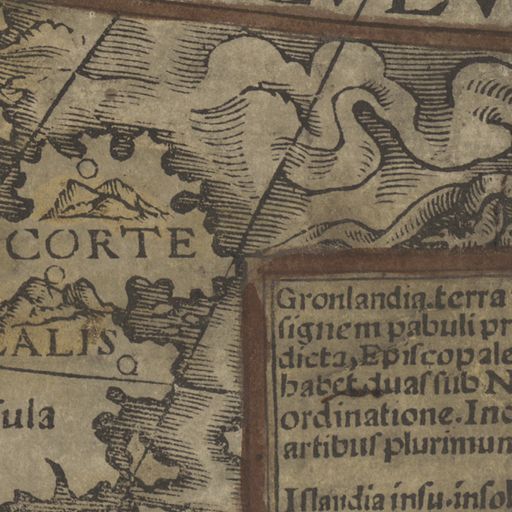 CORTE
ALIS
sula
Gronlandia.terra
signem pabuli pr
dicta, Episcopale
habet.duas sub N
ordinatione.Inc
artibus plurimum
Islandia insu.insol